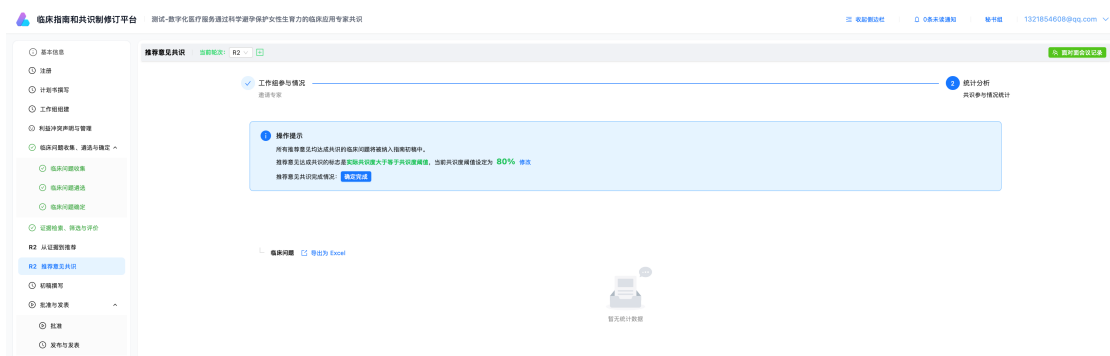 临床指南和共识制修订平台
测试-数字化医疗服务通过科学避孕保护女性生育力的临床应用专家共识
收起侧边栏
0条未读通知
秘书组
1321854608@qq.com
基本信息
注册
计划书撰写
工作组组建
利益冲突声明与管理
临床问题收集、遴选与确定
临床问题收集
临床问题遴选
临床问题确定
证据检索、筛选与评价
R2 从证据到推荐
R2 推荐意见共识
初稿撰写
批准与发表
批准
发布与发表
推荐意见共识
当前轮次: R2
面对面会议记录
工作组参与情况
邀请专家
2 统计分析
共识参与情况统计
操作提示
所有推荐意见均达成共识的临床问题将被纳入指南初稿中。
推荐意见达成共识的标志是实际共识度大于等于共识度阈值，当前共识度阈值设定为 80% 修改
推荐意见共识完成情况: 确定完成
临床问题 导出为 Excel
暂无统计数据